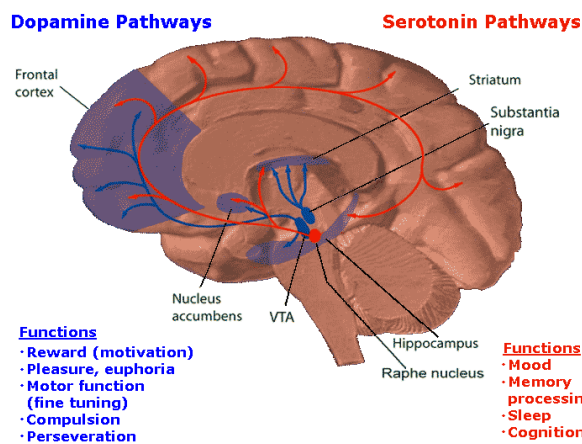 Dopamine Pathways
Serotonin Pathways
Frontal
cortex
Striatum
Substantia
nigra
Nucleus
accumbens
VTA
Hippocampus
Raphe nucleus
Functions
· Reward (motivation)
· Pleasure, euphoria
· Motor function
(fine tuning)
· Compulsion
· Perseveration
Functions
· Mood
· Memory
processin
· Sleep
· Cognition